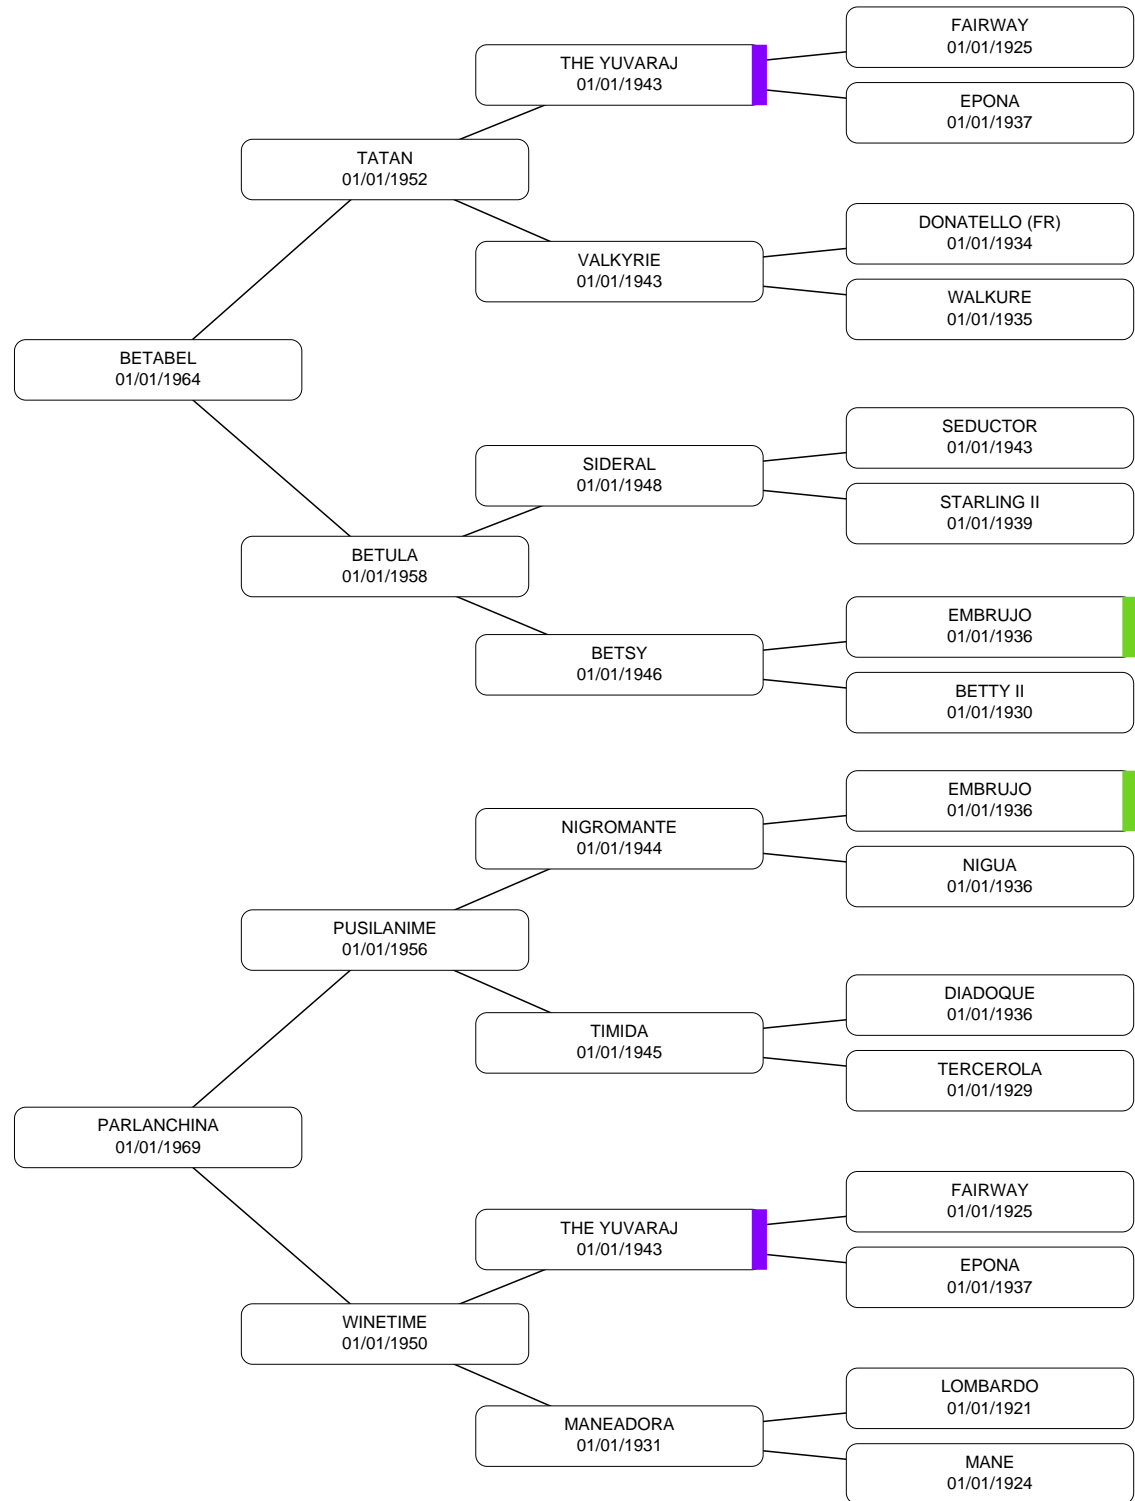 FAIRWAY
01/01/1925
THE YUVARAJ
01/01/1943
EPONA
01/01/1937
TATAN
01/01/1952
DONATELLO (FR)
01/01/1934
VALKYRIE
01/01/1943
WALKURE
01/01/1935
BETABEL
01/01/1964
SEDUCTOR
01/01/1943
SIDERAL
01/01/1948
STARLING II
01/01/1939
BETULA
01/01/1958
EMBRUJO
01/01/1936
BETSY
01/01/1946
BETTY II
01/01/1930
EMBRUJO
01/01/1936
NIGROMANTE
01/01/1944
NIGUA
01/01/1936
PUSILANIME
01/01/1956
DIADOQUE
01/01/1936
TIMIDA
01/01/1945
TERCEROLA
01/01/1929
PARLANCHINA
01/01/1969
FAIRWAY
01/01/1925
THE YUVARAJ
01/01/1943
EPONA
01/01/1937
WINETIME
01/01/1950
LOMBARDO
01/01/1921
MANEADORA
01/01/1931
MANE
01/01/1924